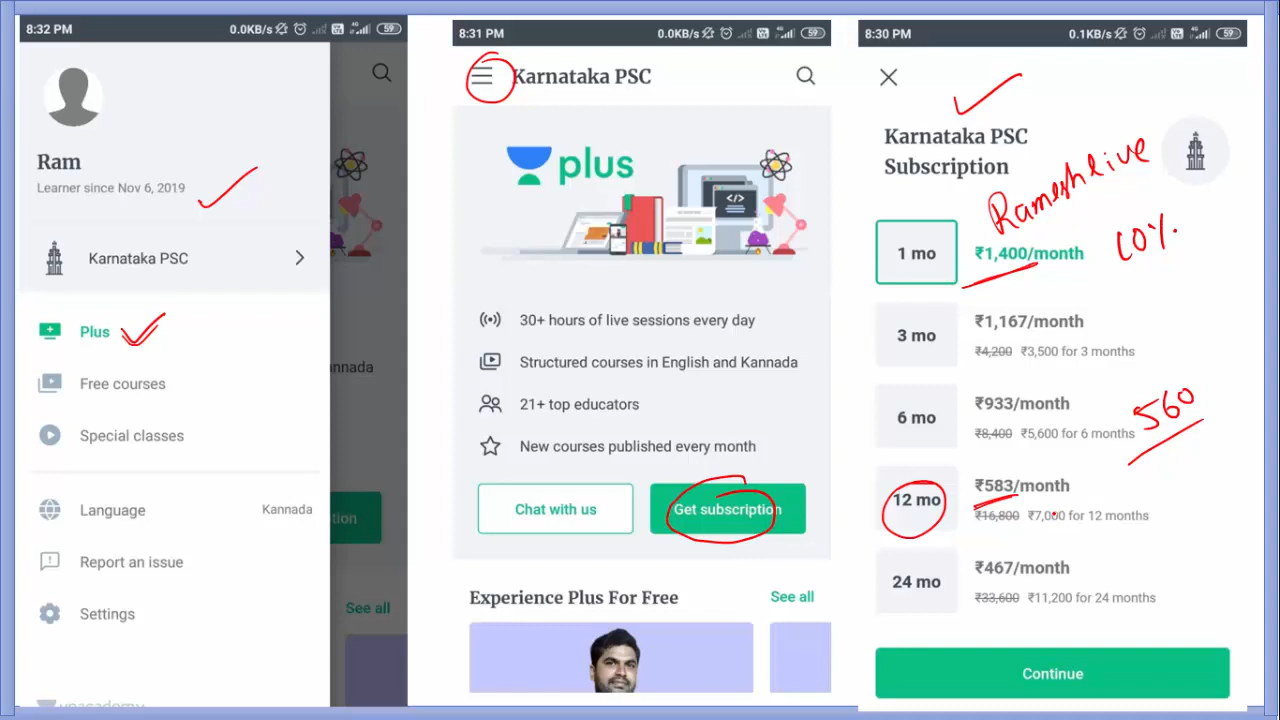 8:32 PM
0.0KB/s
59
Ram
Learner since Nov 6, 2019
Karnataka PSC
Plus
Free courses
nnada
Special classes
Language
Kannada
tion
Report an issue
Settings
See all
unacademy
8:31 PM
0.0KB/s
59
Karnataka PSC
plus
</>
30+ hours of live sessions every day
Structured courses in English and Kannada
21+ top educators
New courses published every month
Chat with us
Get subscription
Experience Plus For Free
See all
8:30 PM
0.1KB/s
59
Karnataka PSC
Subscription
Rameshlive
10%
1 mo
₹1,400/month
3 mo
₹1,167/month
₹4,200 ₹3,500 for 3 months
6 mo
₹933/month
₹8,400 ₹5,600 for 6 months
560
12 mo
₹583/month
₹16,800 ₹7,000 for 12 months
24 mo
₹467/month
₹33,600 ₹11,200 for 24 months
Continue